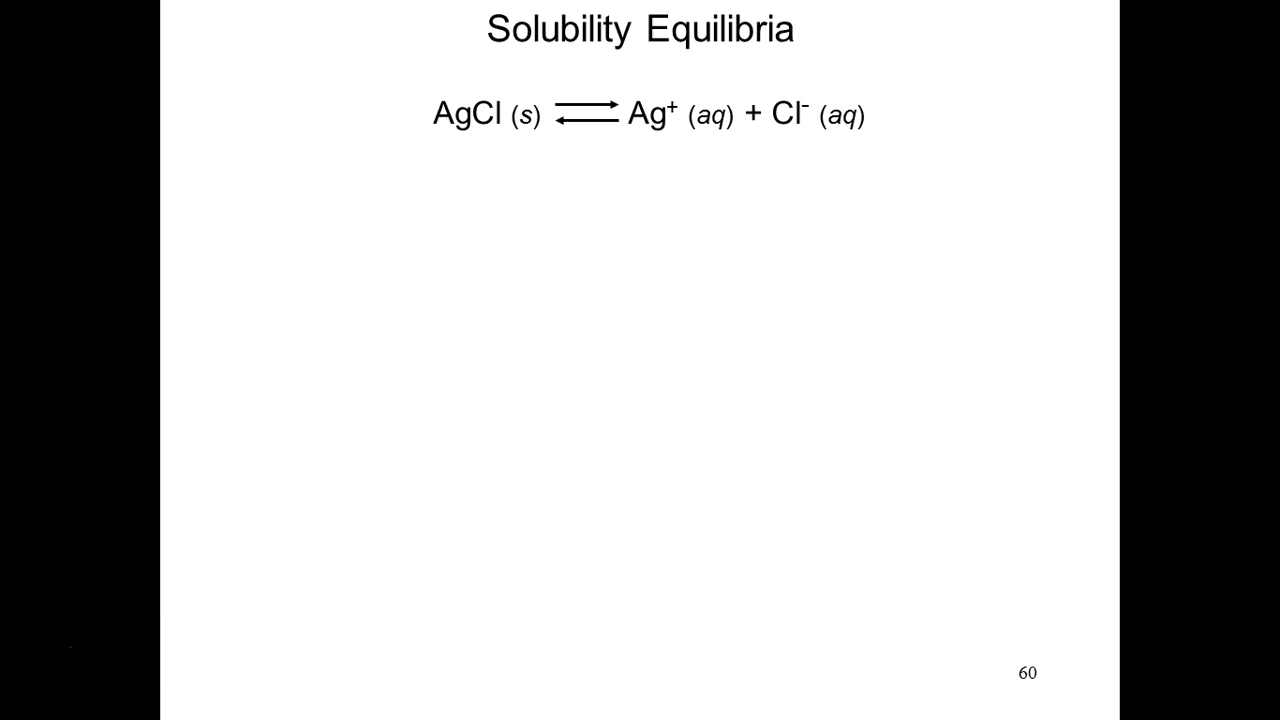 Solubility Equilibria
AgCl (s) ⇄ Ag⁺ (aq) + Cl⁻ (aq)
60